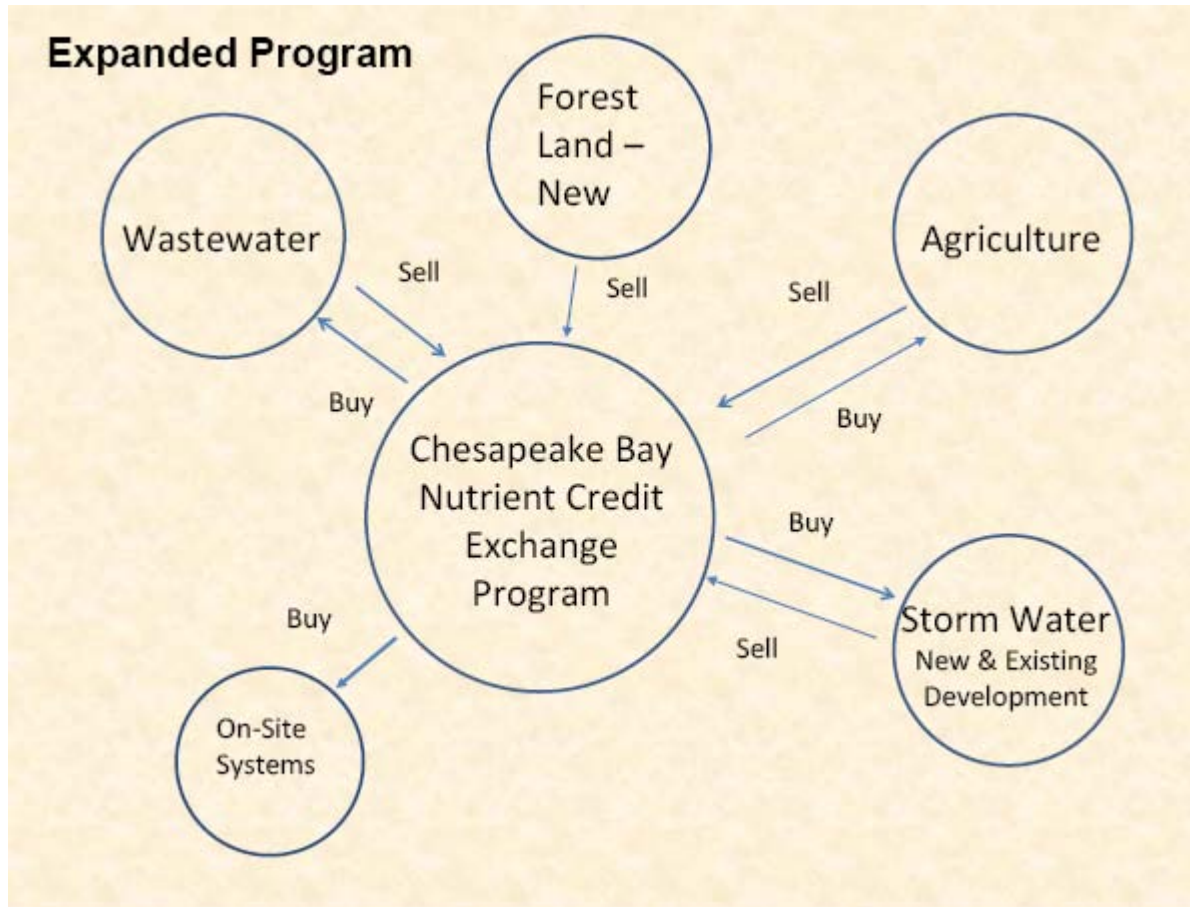 Expanded Program
Forest
Land –
New
Wastewater
Agriculture
Sell
Sell
Sell
Buy
Buy
Chesapeake Bay
Nutrient Credit
Exchange
Program
Buy
Sell
Storm Water
New & Existing
Development
Buy
On-Site
Systems